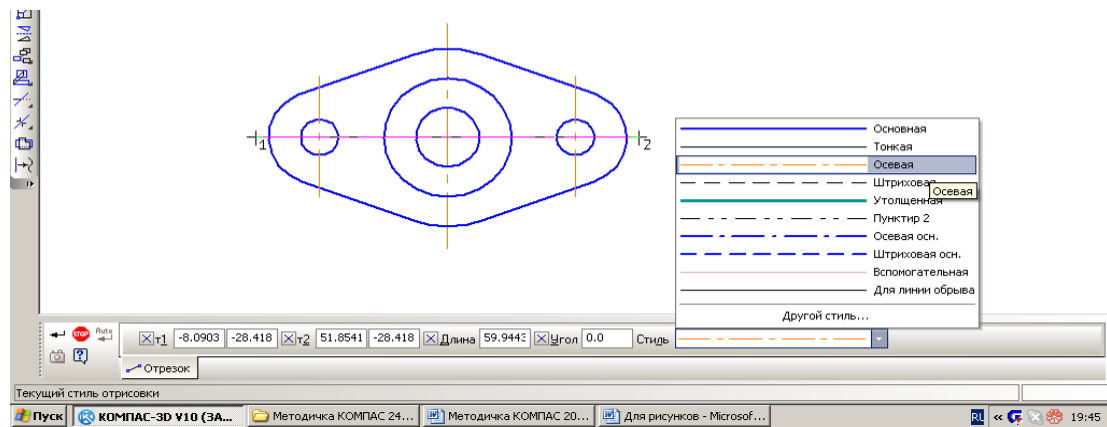 1
2
Основная
Тонкая
Осевая
Штриховая
Осевая
Утолщенная
Пунктир 2
Осевая осн.
Штриховая осн.
Вспомогательная
Для линии обрыва
Другой стиль...
STOP Auto т1 -8.0903 -28.418 т2 51.8541 -28.418 Длина 59.9443 Угол 0.0 Стиль
Отрезок
Текущий стиль отрисовки
Пуск КОМПАС-3D V10 (ЗА... Методичка КОМПАС 24... Методичка КОМПАС 20... Для рисунков - Microsof... RL « 19:45